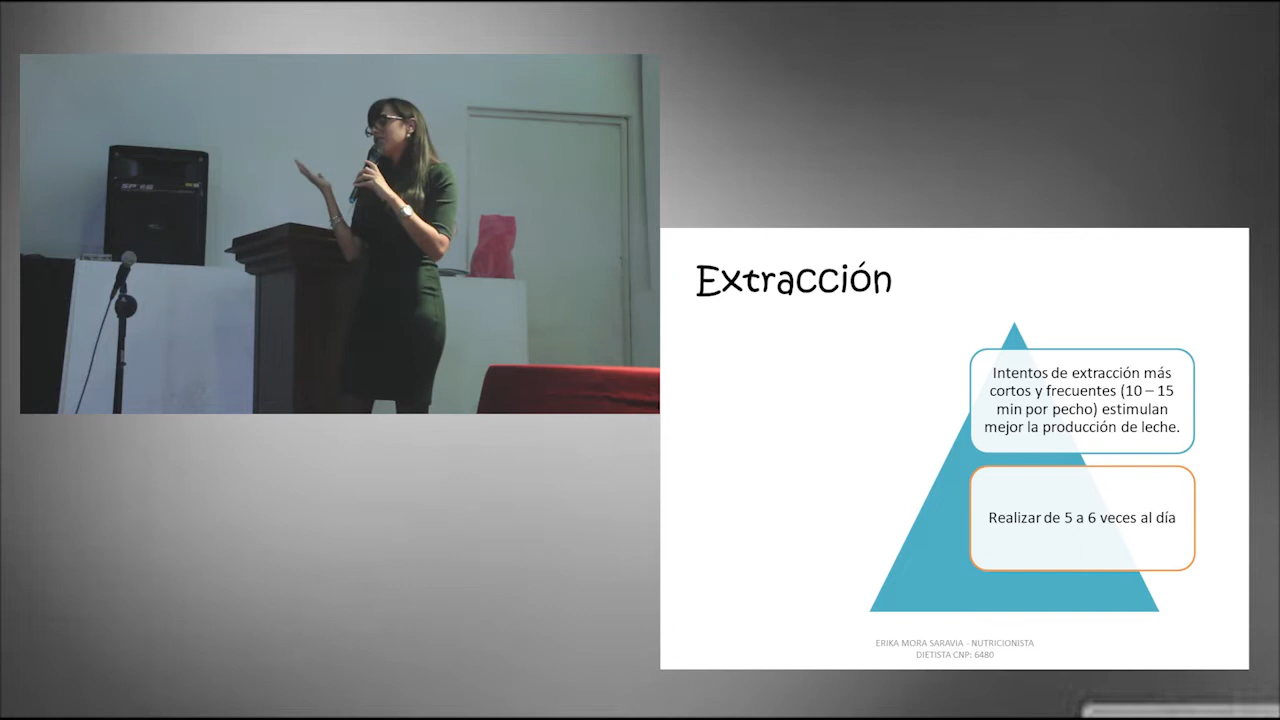 Extracción
Intentos de extracción más
cortos y frecuentes (10 – 15
min por pecho) estimulan
mejor la producción de leche.
Realizar de 5 a 6 veces al día
ERIKA MORA SARAVIA - NUTRICIONISTA
DIETISTA CNP: 6480